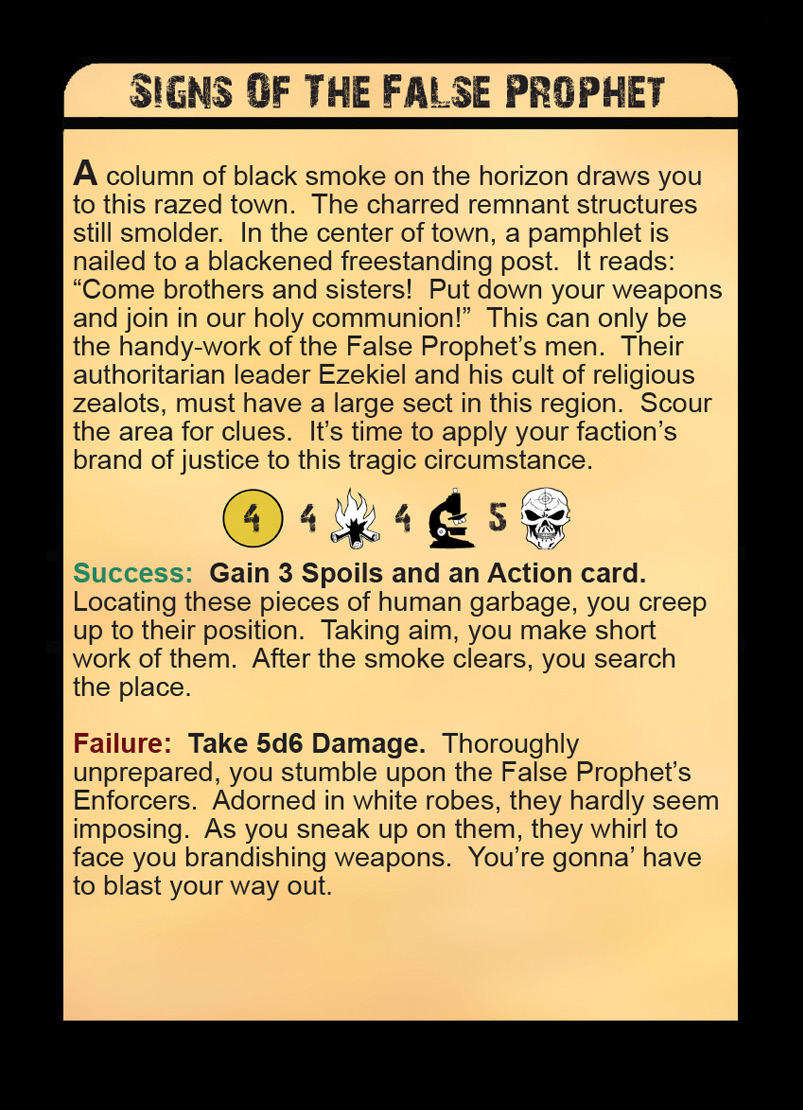 Signs Of The False Prophet
A column of black smoke on the horizon draws you
to this razed town.  The charred remnant structures
still smolder.  In the center of town, a pamphlet is
nailed to a blackened freestanding post.  It reads:
“Come brothers and sisters!  Put down your weapons
and join in our holy communion!”  This can only be
the handy-work of the False Prophet’s men.  Their
authoritarian leader Ezekiel and his cult of religious
zealots, must have a large sect in this region.  Scour
the area for clues.  It’s time to apply your faction’s
brand of justice to this tragic circumstance.
4 4 4 5
Success:  Gain 3 Spoils and an Action card.
Locating these pieces of human garbage, you creep
up to their position.  Taking aim, you make short
work of them.  After the smoke clears, you search
the place.
Failure:  Take 5d6 Damage.  Thoroughly
unprepared, you stumble upon the False Prophet’s
Enforcers.  Adorned in white robes, they hardly seem
imposing.  As you sneak up on them, they whirl to
face you brandishing weapons.  You’re gonna’ have
to blast your way out.